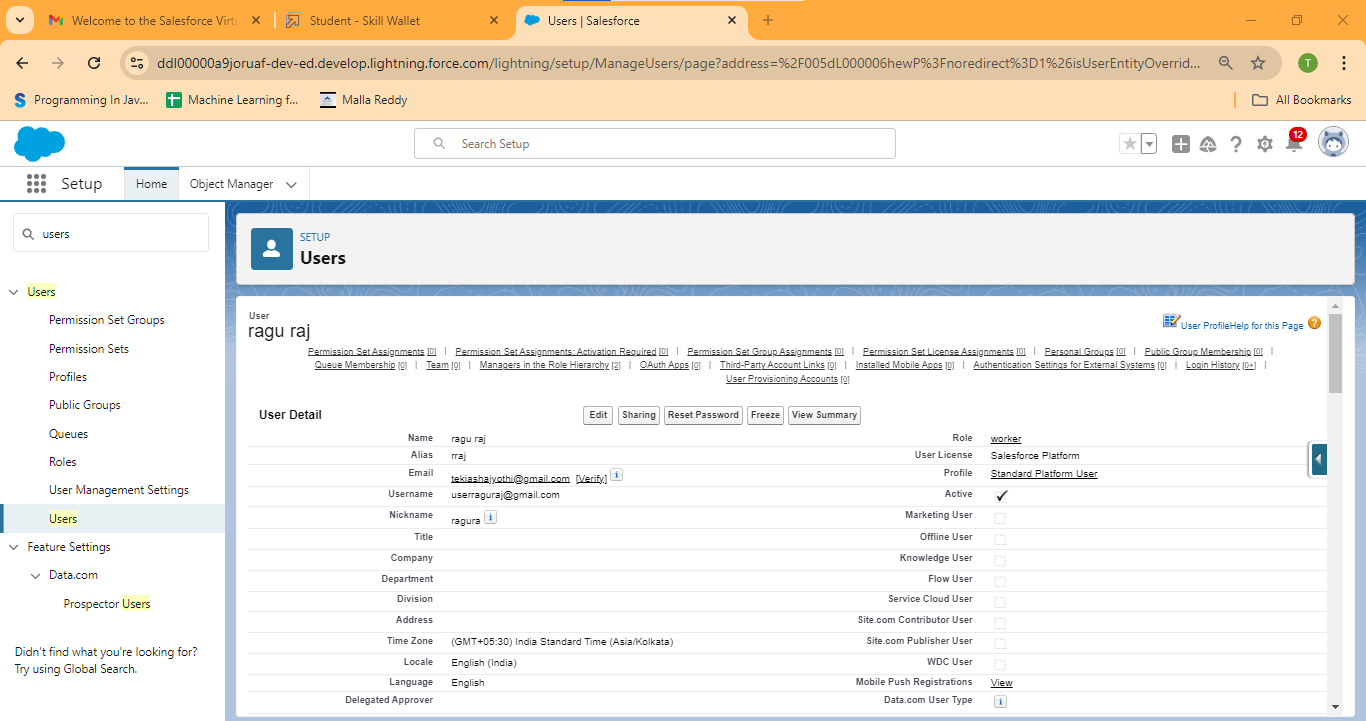 Welcome to the Salesforce Virtu
Student - Skill Wallet
Users | Salesforce
ddl00000a9joruaf-dev-ed.develop.lightning.force.com/lightning/setup/ManageUsers/page?address=%2F005dL000006hewP%3Fnoredirect%3D1%26isUserEntityOverrid...
T
Programming In Jav...
Machine Learning f...
Malla Reddy
All Bookmarks
Search Setup
12
Setup
Home
Object Manager
users
Users
Permission Set Groups
Permission Sets
Profiles
Public Groups
Queues
Roles
User Management Settings
Users
Feature Settings
Data.com
Prospector Users
Didn't find what you're looking for?
Try using Global Search.
SETUP
Users
User
ragu raj
User Profile Help for this Page
Permission Set Assignments [0] | Permission Set Assignments: Activation Required [0] | Permission Set Group Assignments [0] | Permission Set License Assignments [0] | Personal Groups [0] | Public Group Membership [0] |
Queue Membership [0] | Team [0] | Managers in the Role Hierarchy [2] | OAuth Apps [0] | Third-Party Account Links [0] | Installed Mobile Apps [0] | Authentication Settings for External Systems [0] | Login History [0+] |
User Provisioning Accounts [0]
User Detail
Edit Sharing Reset Password Freeze View Summary
Name ragu raj Role worker
Alias rraj User License Salesforce Platform
Email tekiashajyothi@gmail.com [Verify] i Profile Standard Platform User
Username userraguraj@gmail.com Active ✓
Nickname ragura i Marketing User
Title Offline User
Company Knowledge User
Department Flow User
Division Service Cloud User
Address Site.com Contributor User
Time Zone (GMT+05:30) India Standard Time (Asia/Kolkata) Site.com Publisher User
Locale English (India) WDC User
Language English Mobile Push Registrations View
Delegated Approver Data.com User Type i